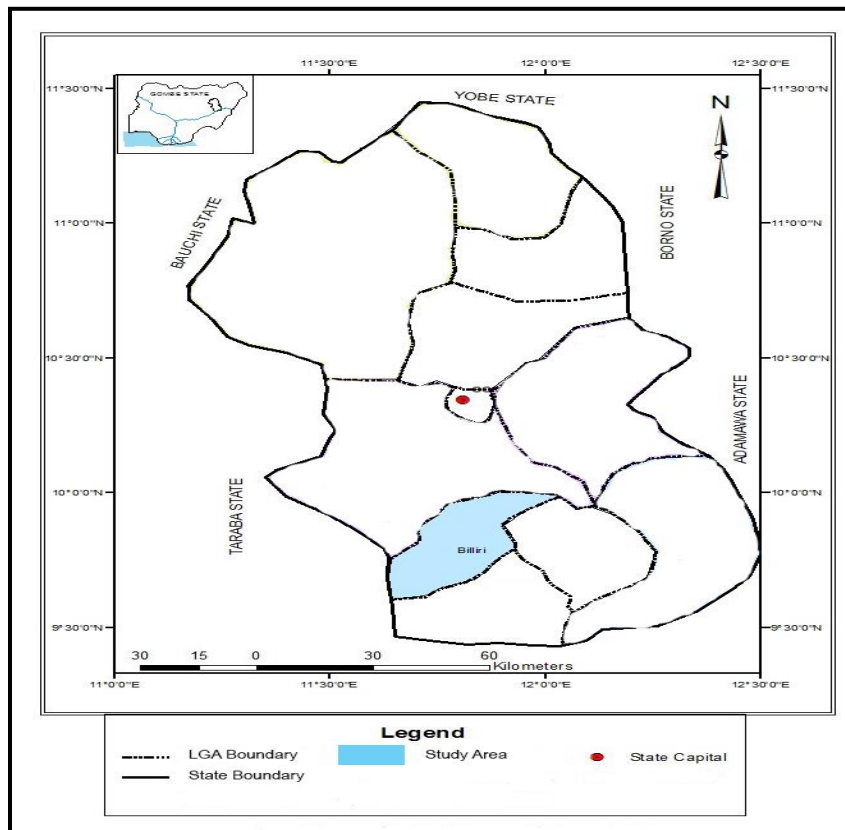 11°30'0"E
12°0'0"E
12°30'0"E
11°30'0"N
11°30'0"N
GOMBE STATE
YOBE STATE
N
BAUCHI STATE
BORNO STATE
11°0'0"N
11°0'0"N
10°30'0"N
10°30'0"N
ADAMAWA STATE
TARABA STATE
10°0'0"N
10°0'0"N
Billiri
9°30'0"N
9°30'0"N
30 15 0 30 60
Kilometers
11°0'0"E
11°30'0"E
12°0'0"E
12°30'0"E
Legend
LGA Boundary
Study Area
State Capital
State Boundary